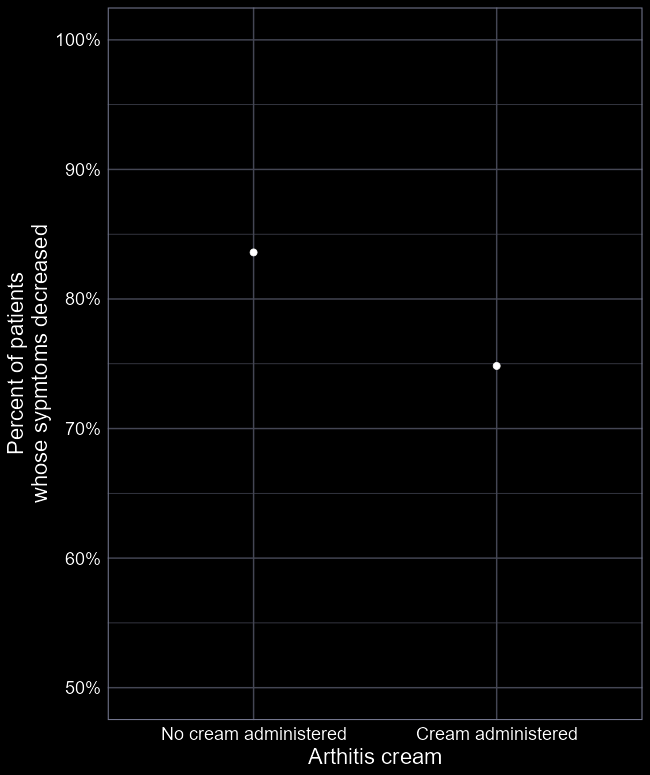 100%
90%
80%
70%
60%
50%
Percent of patients
whose sypmtoms decreased
No cream administered
Cream administered
Arthitis cream